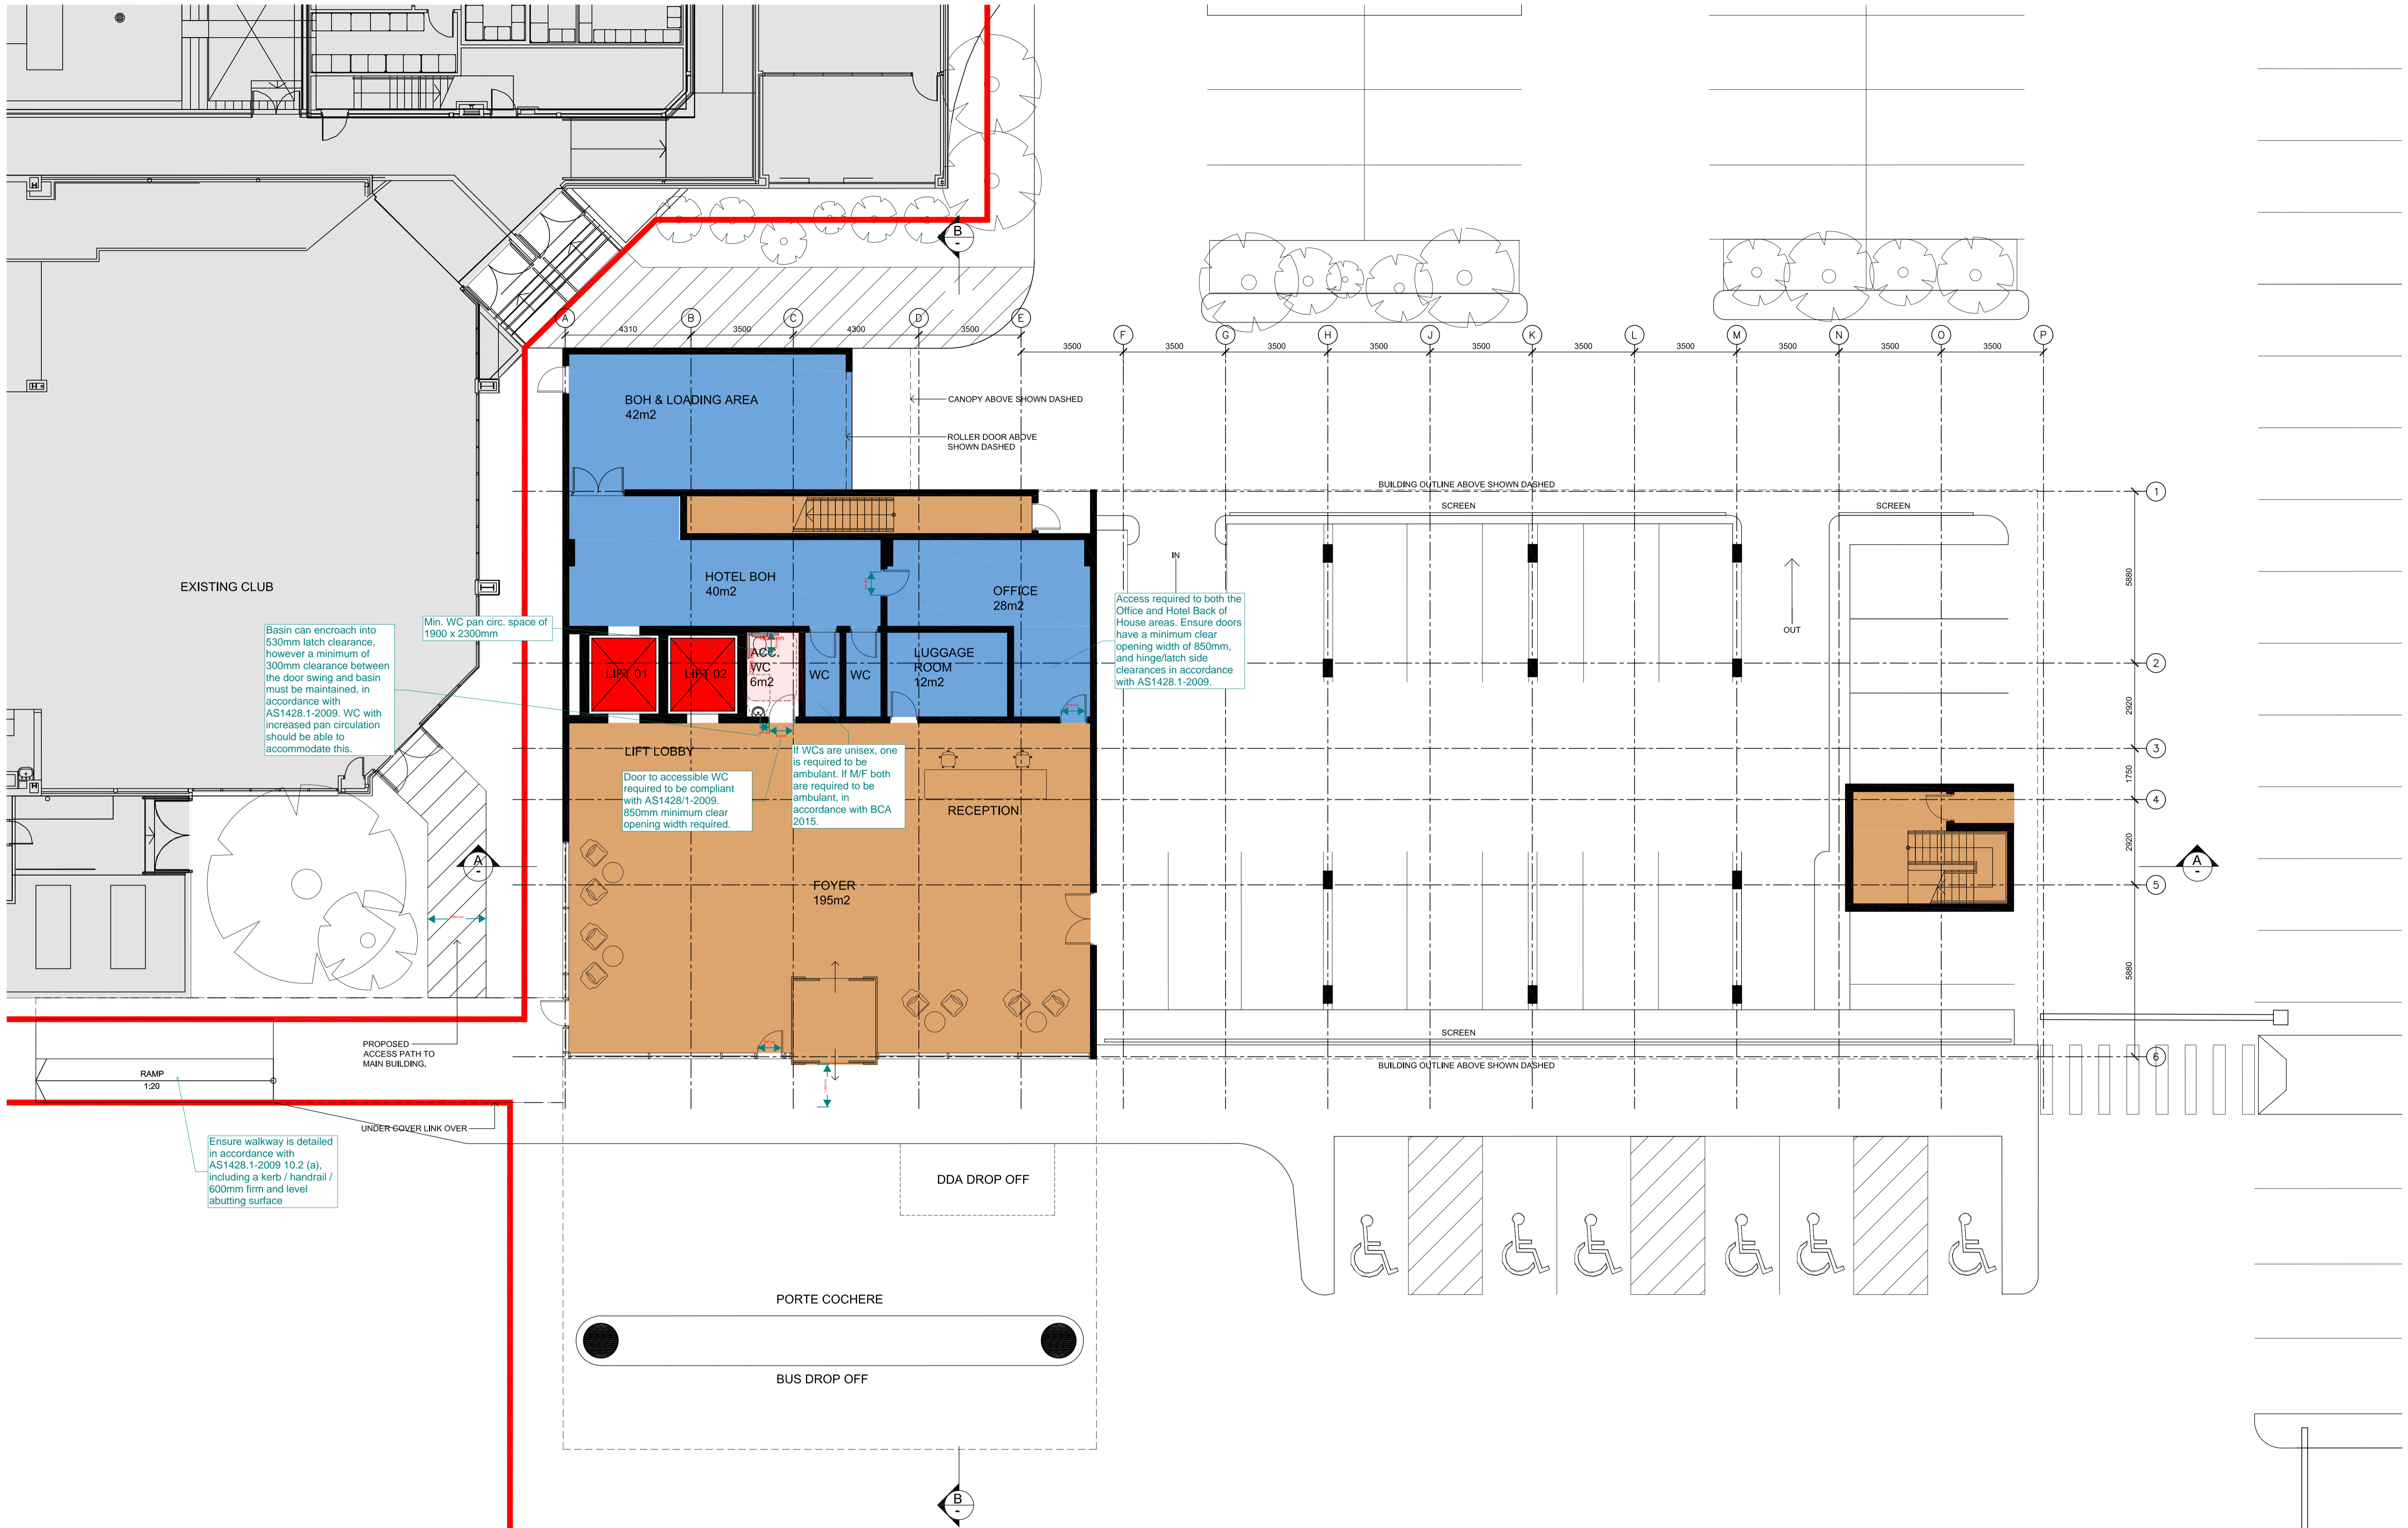 B
-
A
B
C
D
E
4310
3500
4300
3500
F
G
H
J
K
L
M
N
O
P
3500
3500
3500
3500
3500
3500
3500
3500
3500
3500
BOH & LOADING AREA
42m2
CANOPY ABOVE SHOWN DASHED
ROLLER DOOR ABOVE
SHOWN DASHED
BUILDING OUTLINE ABOVE SHOWN DASHED
1
SCREEN
SCREEN
IN
OUT
EXISTING CLUB
HOTEL BOH
40m2
OFFICE
28m2
5880
Access required to both the
Office and Hotel Back of
House areas. Ensure doors
have a minimum clear
opening width of 850mm,
and hinge/latch side
clearances in accordance
with AS1428.1-2009.
Min. WC pan circ. space of
1900 x 2300mm
Basin can encroach into
530mm latch clearance,
however a minimum of
300mm clearance between
the door swing and basin
must be maintained, in
accordance with
AS1428.1-2009. WC with
increased pan circulation
should be able to
accommodate this.
LIFT 01
LIFT 02
ACC.
WC
6m2
WC
WC
LUGGAGE
ROOM
12m2
2
2920
3
LIFT LOBBY
Door to accessible WC
required to be compliant
with AS1428/1-2009.
850mm minimum clear
opening width required.
If WCs are unisex, one
is required to be
ambulant. If M/F both
are required to be
ambulant, in
accordance with BCA
2015.
RECEPTION
1750
4
2920
A
-
A
-
FOYER
195m2
5
5880
PROPOSED
ACCESS PATH TO
MAIN BUILDING.
SCREEN
6
BUILDING OUTLINE ABOVE SHOWN DASHED
RAMP
1:20
UNDER COVER LINK OVER
Ensure walkway is detailed
in accordance with
AS1428.1-2009 10.2 (a),
including a kerb / handrail /
600mm firm and level
abutting surface
DDA DROP OFF
PORTE COCHERE
BUS DROP OFF
B
-